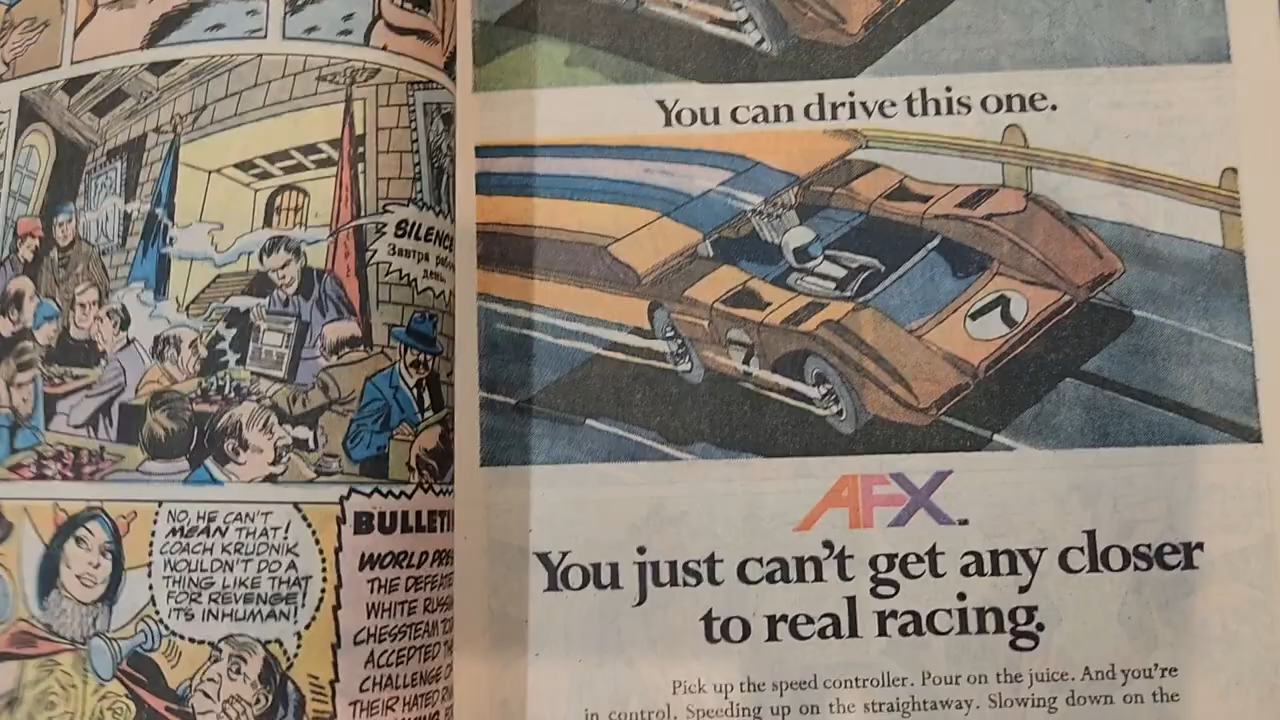 SILENCE
Завтра
день
NO, HE CAN'T
MEAN THAT!
COACH KRUDNIK
WOULDN'T DO A
THING LIKE THAT
FOR REVENGE!
IT'S INHUMAN!
BULLETI
WORLD PRE
THE DEFEATE
WHITE RUSS
CHESSTEAM TO
ACCEPTED TH
CHALLENGE O
THEIR HATED R
You can drive this one.
7
7
AFX
You just can't get any closer
to real racing.
Pick up the speed controller. Pour on the juice. And you're
in control. Speeding up on the straightaway. Slowing down on the